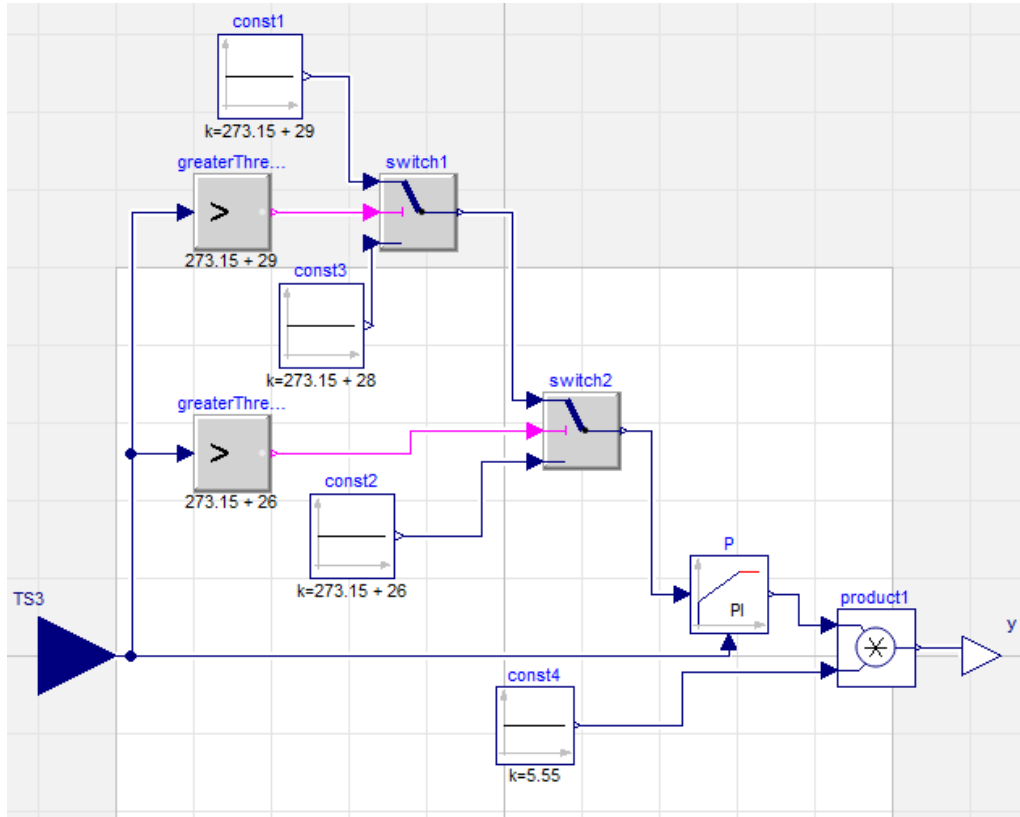 const1
k=273.15 + 29
greaterThre...
switch1
>
273.15 + 29
const3
k=273.15 + 28
switch2
greaterThre...
>
273.15 + 26
const2
k=273.15 + 26
P
PI
TS3
product1
y
const4
k=5.55